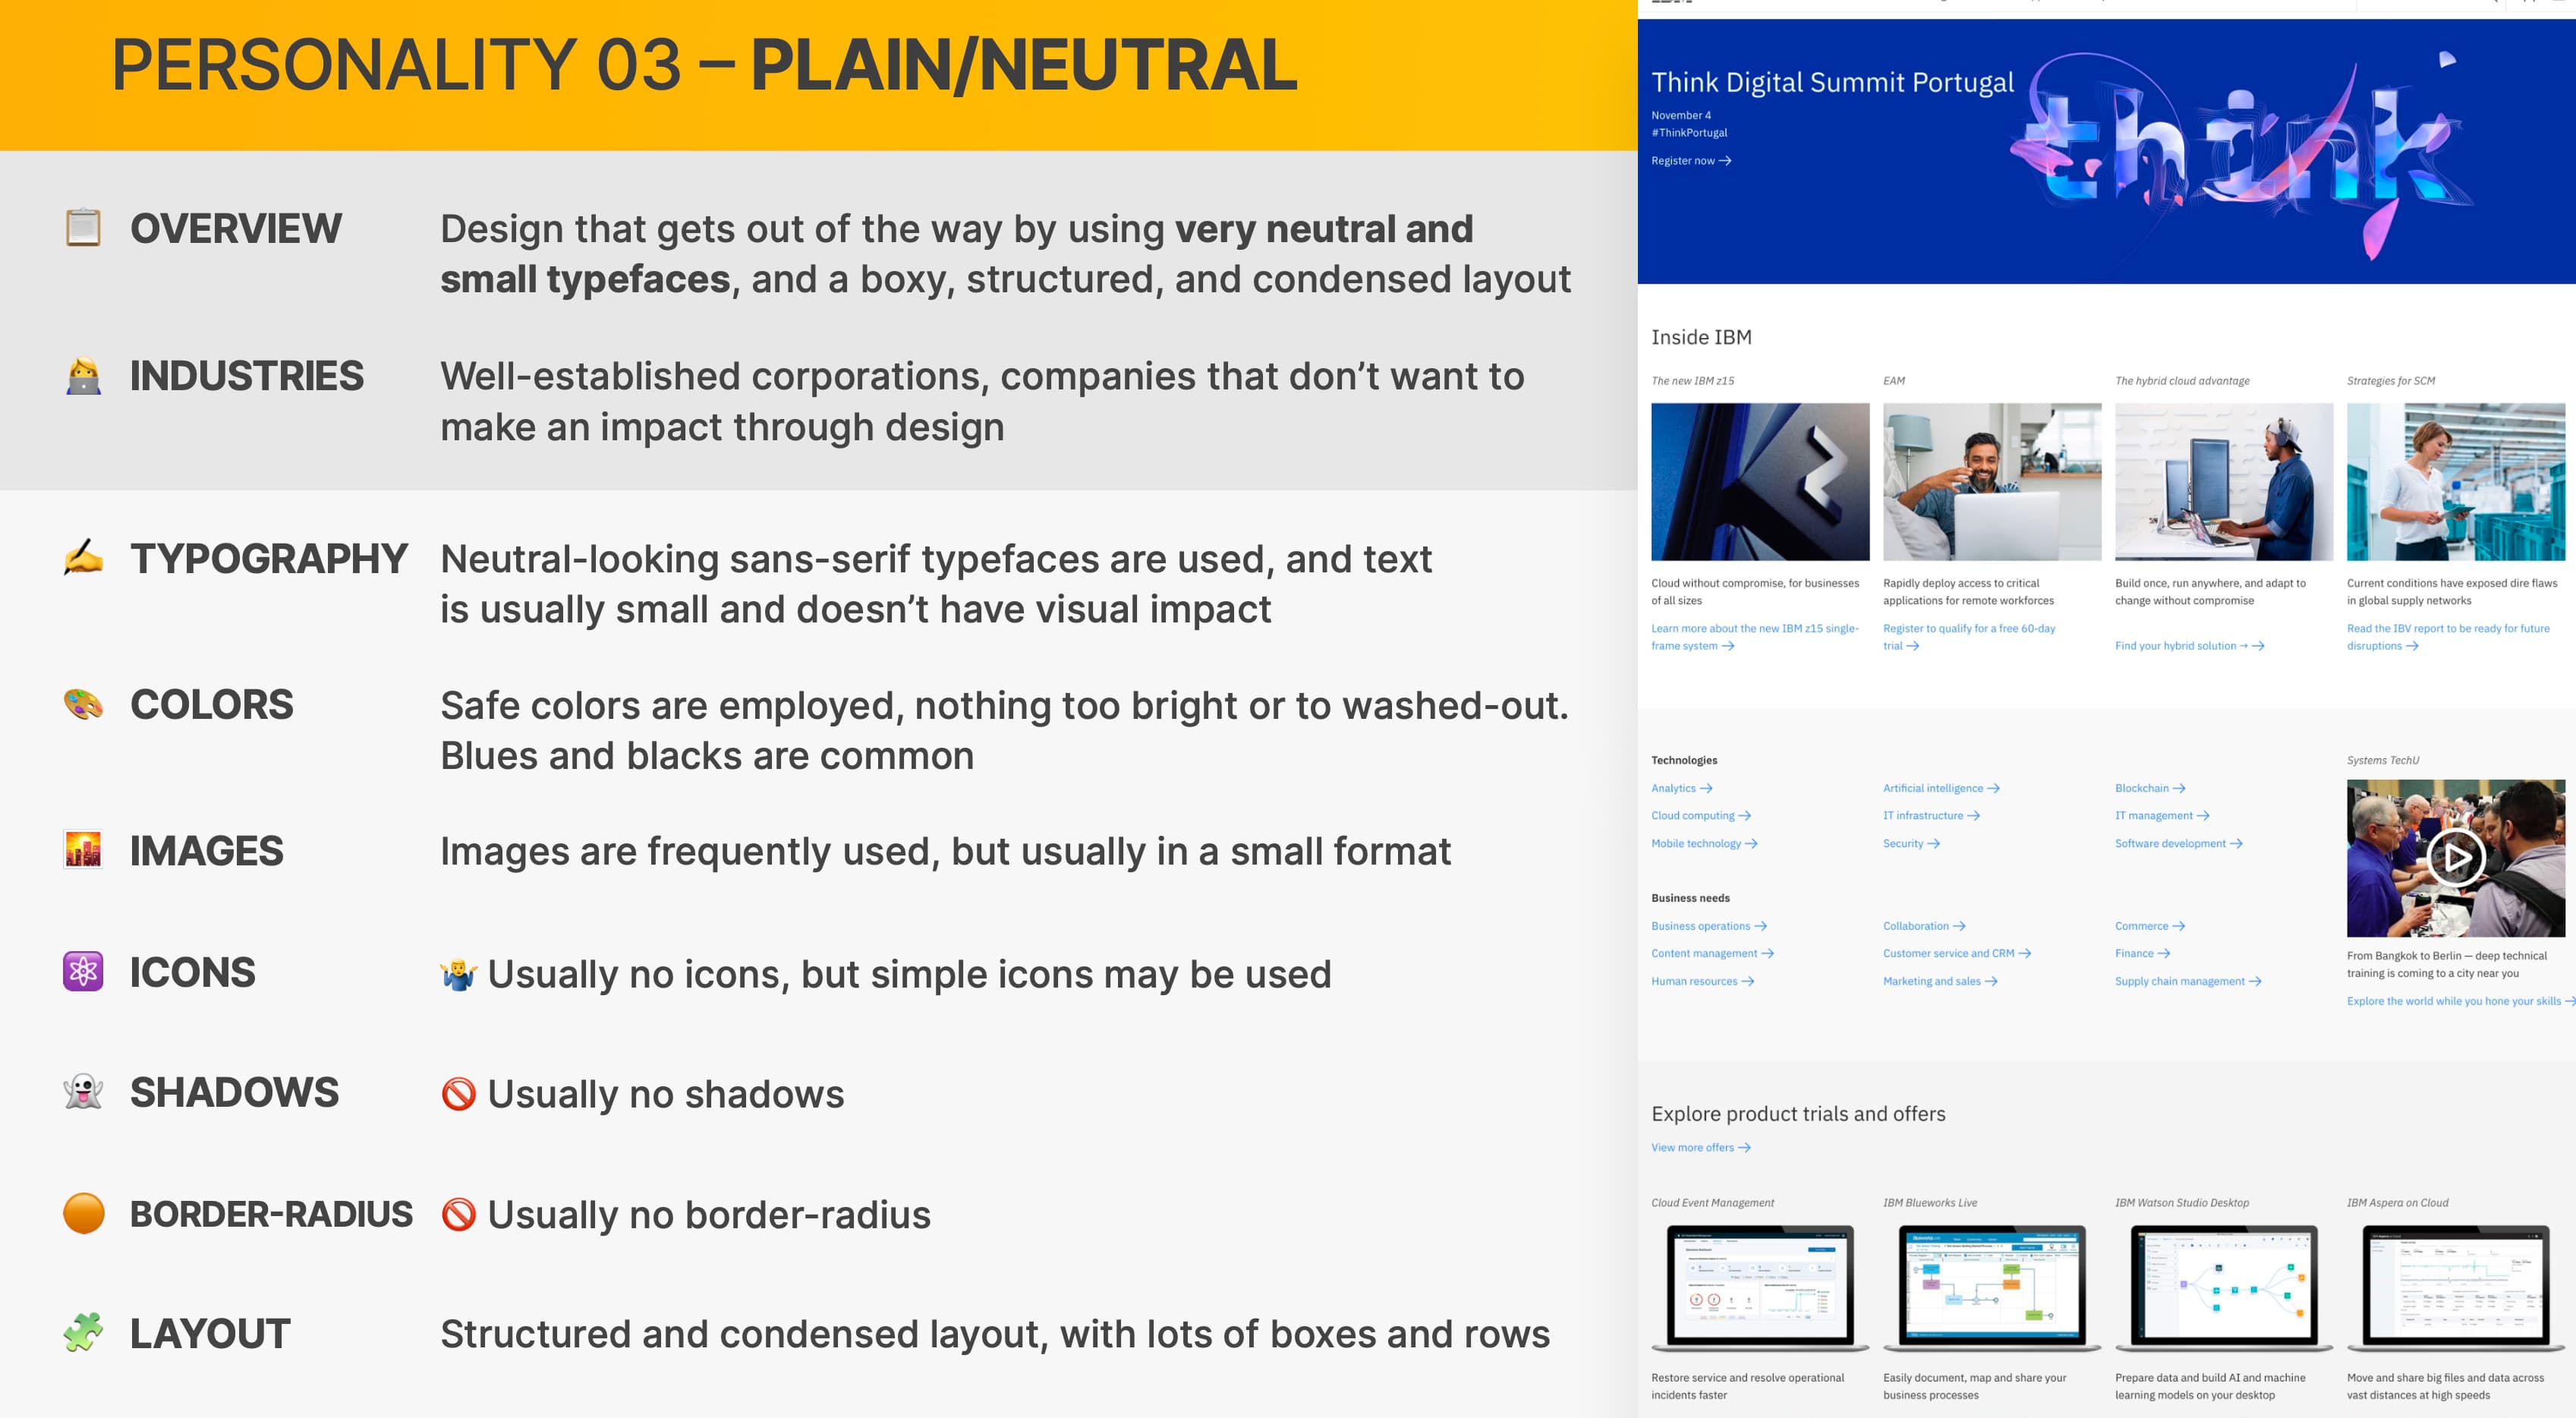 PERSONALITY 03 – PLAIN/NEUTRAL
OVERVIEW
Design that gets out of the way by using very neutral and
small typefaces, and a boxy, structured, and condensed layout
INDUSTRIES
Well-established corporations, companies that don’t want to
make an impact through design
TYPOGRAPHY
Neutral-looking sans-serif typefaces are used, and text
is usually small and doesn’t have visual impact
COLORS
Safe colors are employed, nothing too bright or to washed-out.
Blues and blacks are common
IMAGES
Images are frequently used, but usually in a small format
ICONS
Usually no icons, but simple icons may be used
SHADOWS
Usually no shadows
BORDER-RADIUS
Usually no border-radius
LAYOUT
Structured and condensed layout, with lots of boxes and rows
Think Digital Summit Portugal
November 4
#ThinkPortugal
Register now →
think
Inside IBM
The new IBM z15
Cloud without compromise, for businesses
of all sizes
Learn more about the new IBM z15 single-
frame system →
EAM
Rapidly deploy access to critical
applications for remote workforces
Register to qualify for a free 60-day
trial →
The hybrid cloud advantage
Build once, run anywhere, and adapt to
change without compromise
Find your hybrid solution → →
Strategies for SCM
Current conditions have exposed dire flaws
in global supply networks
Read the IBV report to be ready for future
disruptions →
Technologies
Analytics →
Artificial intelligence →
Blockchain →
Cloud computing →
IT infrastructure →
IT management →
Mobile technology →
Security →
Software development →
Business needs
Business operations →
Collaboration →
Commerce →
Content management →
Customer service and CRM →
Finance →
Human resources →
Marketing and sales →
Supply chain management →
Systems TechU
From Bangkok to Berlin — deep technical
training is coming to a city near you
Explore the world while you hone your skills →
Explore product trials and offers
View more offers →
Cloud Event Management
Restore service and resolve operational
incidents faster
IBM Blueworks Live
Easily document, map and share your
business processes
IBM Watson Studio Desktop
Prepare data and build AI and machine
learning models on your desktop
IBM Aspera on Cloud
Move and share big files and data across
vast distances at high speeds